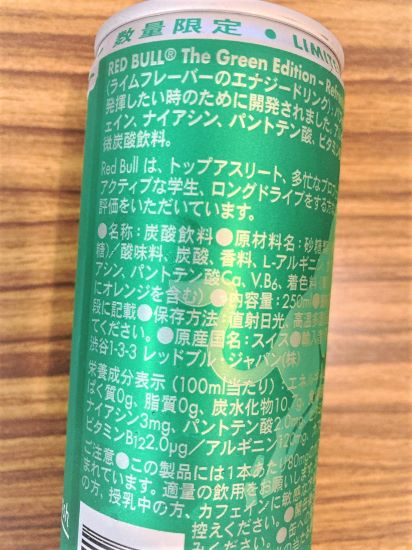 数量限定 • LIMIT
RED BULL® The Green Edition -
(ライムフレーバーのエナジードリンク)
発揮したい時のために開発されました。
ェイン、ナイアシン、パントテン酸、ビタミ
微炭酸飲料。
Red Bull は、トップアスリート、多忙なプロ
アクティブな学生、ロングドライブをする方
評価をいただいています。
●名称:炭酸飲料 ●原材料名:砂糖
糖)/酸味料、炭酸、香料、L-アルギニン
アシン、パントテン酸Ca、V.B6、着色料
にオレンジを含む) ●内容量:250ml
段に記載 ●保存方法:直射日光、高温
てください。●原産国名:スイス ●輸入
渋谷1-3-3 レッドブル・ジャパン(株)
栄養成分表示 (100ml当たり):エネル
ぱく質0g、脂質0g、炭水化物10.7g
ナイアシン3mg、パントテン酸2.0mg
ビタミンB12 2.0μg/アルギニン120mg
ご注意 ●この製品には1本あたり80mg
まれています。適量の飲用をお願いしま
の方、授乳中の方、カフェインに敏感な
控えください。